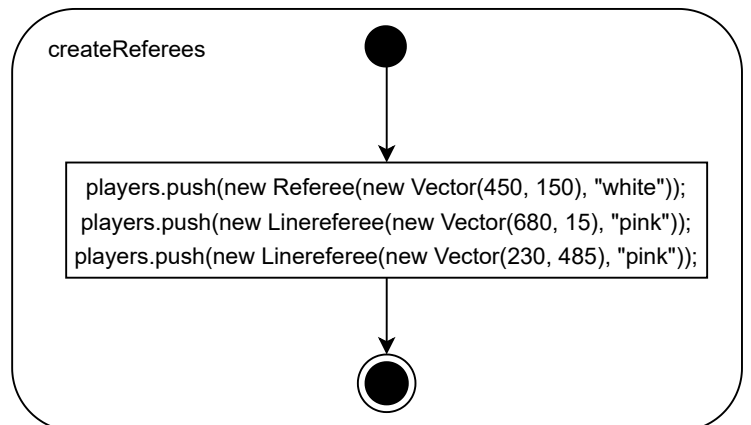 createReferees
players.push(new Referee(new Vector(450, 150), "white"));
players.push(new Linereferee(new Vector(680, 15), "pink"));
players.push(new Linereferee(new Vector(230, 485), "pink"));